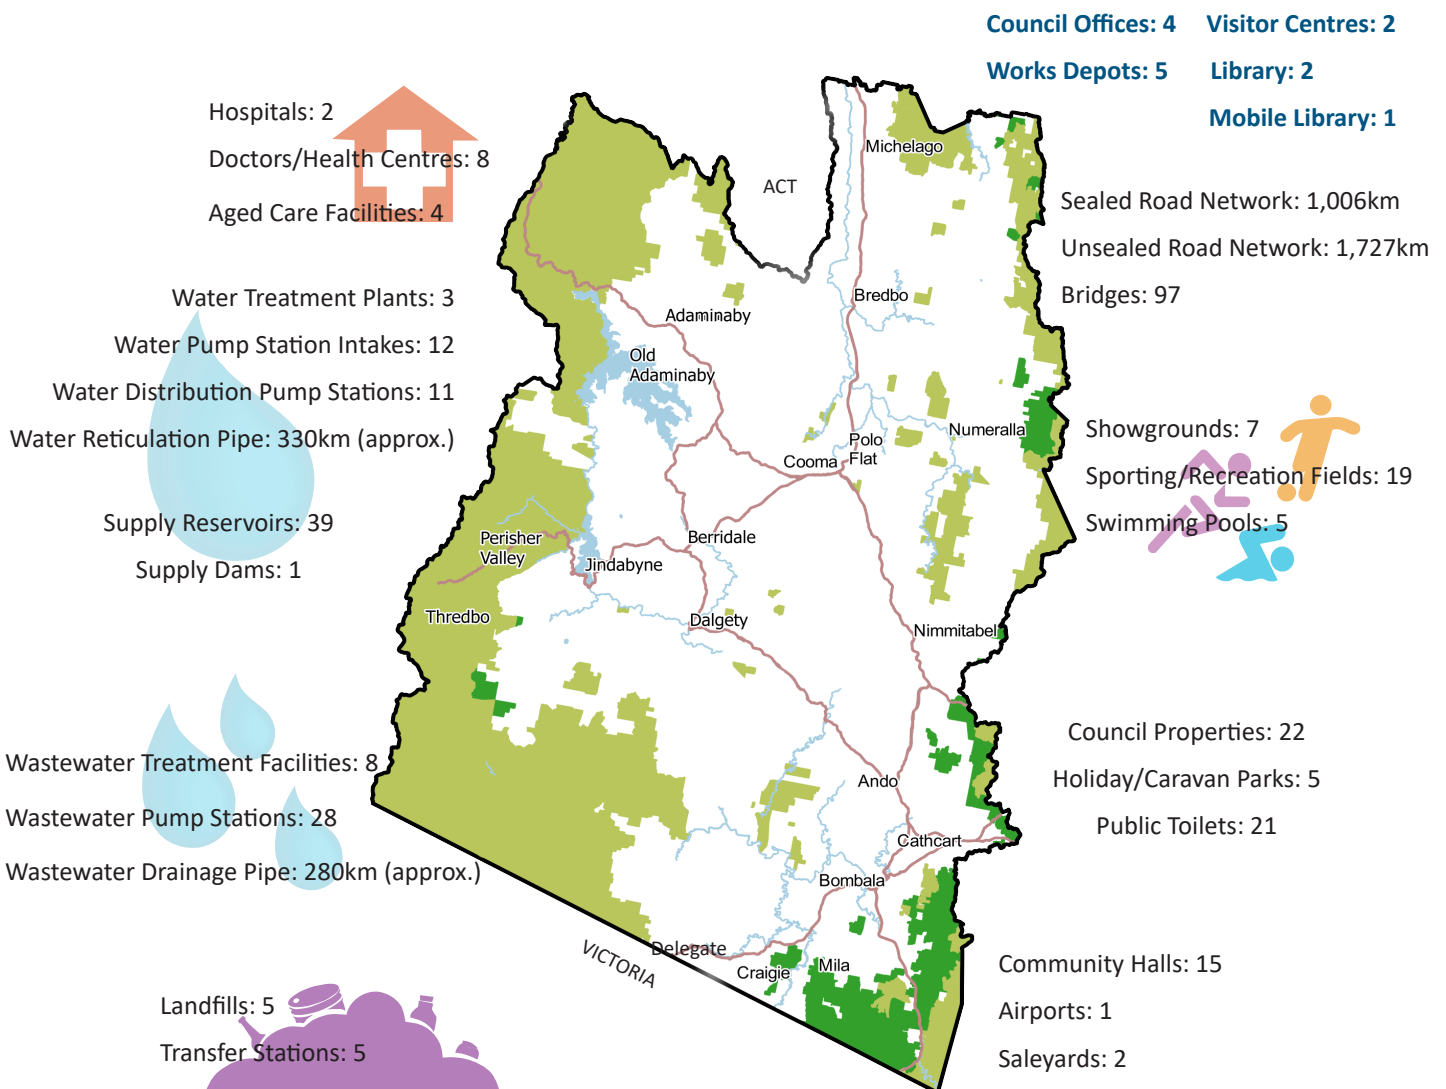 Council Offices: 4 Visitor Centres: 2
Works Depots: 5 Library: 2
Mobile Library: 1
Hospitals: 2
Doctors/Health Centres: 8
Aged Care Facilities: 4
Sealed Road Network: 1,006km
Unsealed Road Network: 1,727km
Bridges: 97
Water Treatment Plants: 3
Water Pump Station Intakes: 12
Water Distribution Pump Stations: 11
Water Reticulation Pipe: 330km (approx.)
Supply Reservoirs: 39
Supply Dams: 1
Showgrounds: 7
Sporting/Recreation Fields: 19
Swimming Pools: 5
Wastewater Treatment Facilities: 8
Wastewater Pump Stations: 28
Wastewater Drainage Pipe: 280km (approx.)
Council Properties: 22
Holiday/Caravan Parks: 5
Public Toilets: 21
Landfills: 5
Transfer Stations: 5
Community Halls: 15
Airports: 1
Saleyards: 2
Michelago
ACT
Bredbo
Adaminaby
Old
Adaminaby
Numeralla
Polo
Flat
Cooma
Perisher
Valley
Berridale
Jindabyne
Thredbo
Dalgety
Nimmitabel
Ando
Cathcart
Bombala
Delegate
VICTORIA
Craigie
Mila